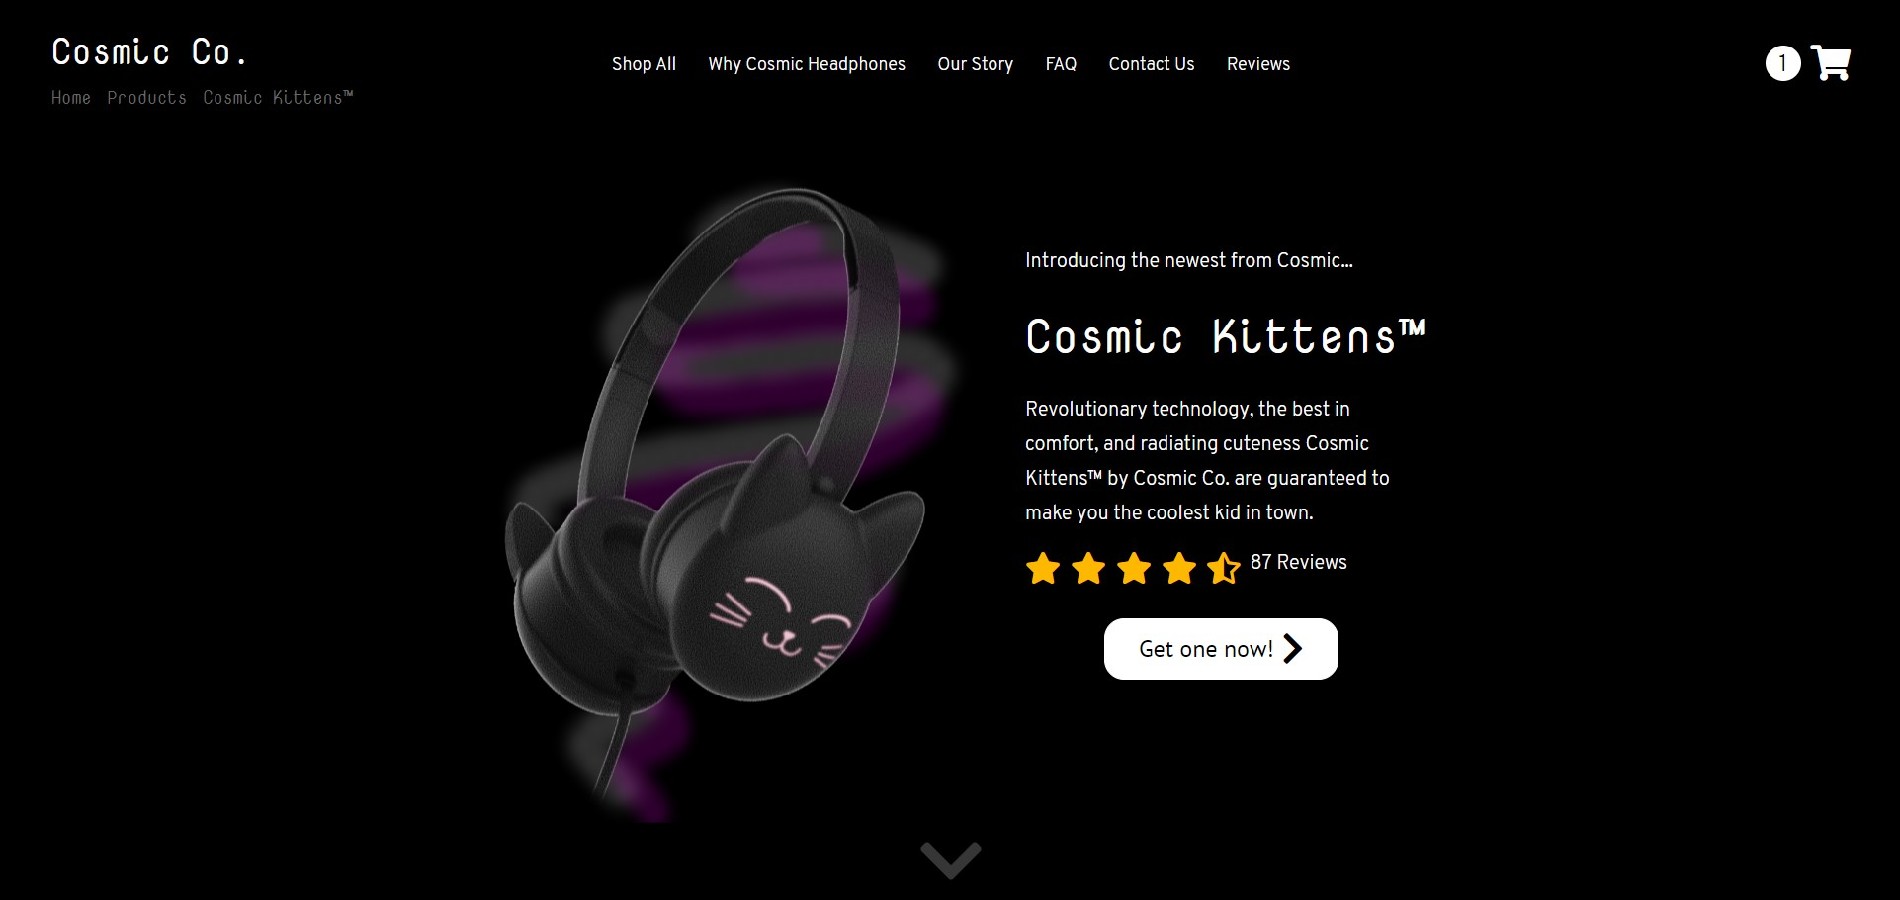 Cosmic Co.
Home Products Cosmic Kittens™
Shop All Why Cosmic Headphones Our Story FAQ Contact Us Reviews
1
Introducing the newest from Cosmic...
Cosmic Kittens™
Revolutionary technology, the best in
comfort, and radiating cuteness Cosmic
Kittens™ by Cosmic Co. are guaranteed to
make you the coolest kid in town.
87 Reviews
Get one now!